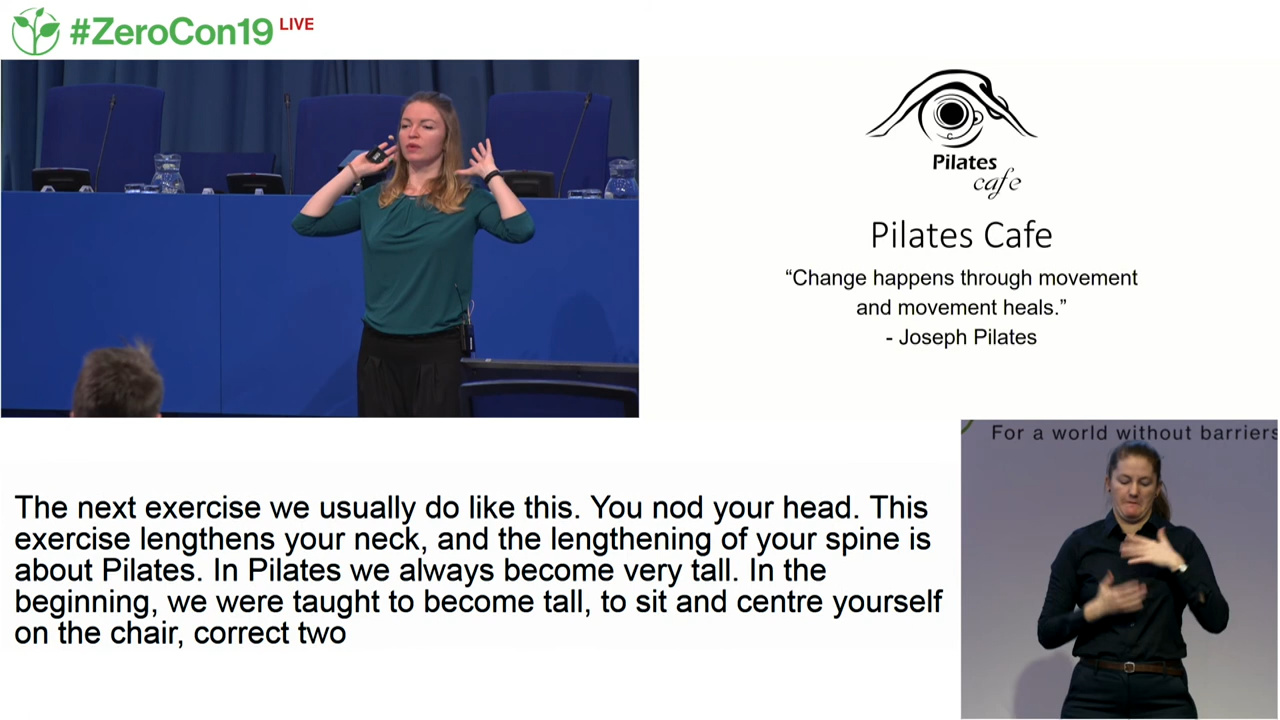 #ZeroCon19 LIVE
Pilates
cafe
Pilates Cafe
“Change happens through movement
and movement heals.”
- Joseph Pilates
For a world without barriers
The next exercise we usually do like this. You nod your head. This
exercise lengthens your neck, and the lengthening of your spine is
about Pilates. In Pilates we always become very tall. In the
beginning, we were taught to become tall, to sit and centre yourself
on the chair, correct two